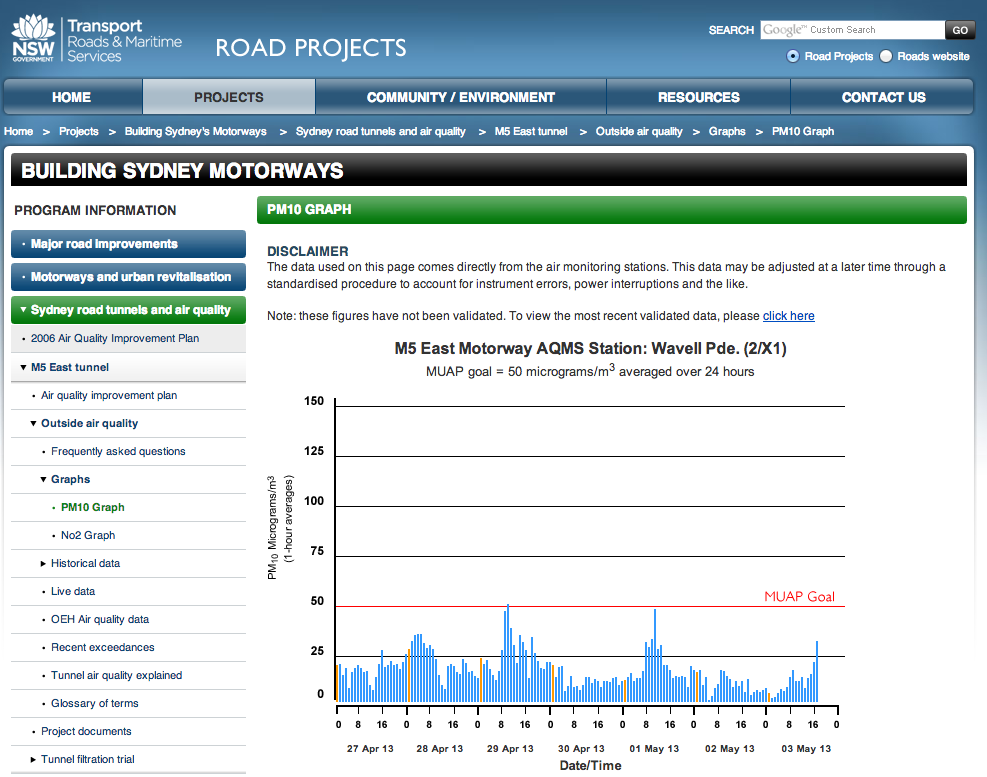 NSW
GOVERNMENT
Transport
Roads & Maritime
Services
ROAD PROJECTS
SEARCH
Google™ Custom Search
GO
Road Projects
Roads website
HOME
PROJECTS
COMMUNITY / ENVIRONMENT
RESOURCES
CONTACT US
Home > Projects > Building Sydney's Motorways > Sydney road tunnels and air quality > M5 East tunnel > Outside air quality > Graphs > PM10 Graph
BUILDING SYDNEY MOTORWAYS
PROGRAM INFORMATION
Major road improvements
Motorways and urban revitalisation
Sydney road tunnels and air quality
2006 Air Quality Improvement Plan
M5 East tunnel
Air quality improvement plan
Outside air quality
Frequently asked questions
Graphs
PM10 Graph
No2 Graph
Historical data
Live data
OEH Air quality data
Recent exceedances
Tunnel air quality explained
Glossary of terms
Project documents
Tunnel filtration trial
PM10 GRAPH
DISCLAIMER
The data used on this page comes directly from the air monitoring stations. This data may be adjusted at a later time through a
standardised procedure to account for instrument errors, power interruptions and the like.
Note: these figures have not been validated. To view the most recent validated data, please click here
M5 East Motorway AQMS Station: Wavell Pde. (2/X1)
MUAP goal = 50 micrograms/m³ averaged over 24 hours
PM₁₀ Micrograms/m³
(1-hour averages)
150
125
100
75
50
25
0
MUAP Goal
0 8 16 0 8 16 0 8 16 0 8 16 0 8 16 0 8 16 0 8 16 0
27 Apr 13 28 Apr 13 29 Apr 13 30 Apr 13 01 May 13 02 May 13 03 May 13
Date/Time